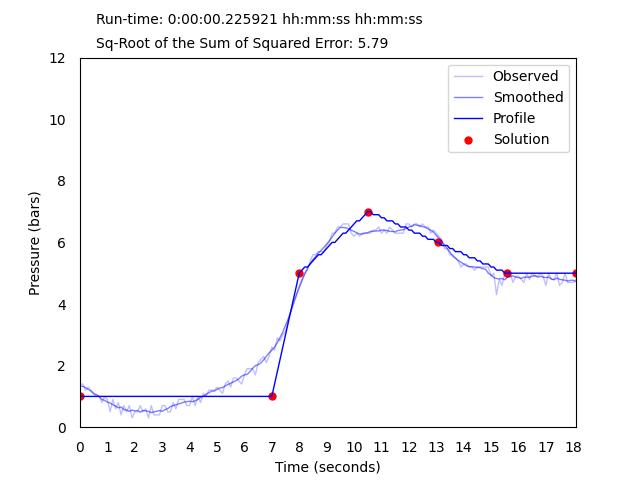 Run-time: 0:00:00.225921 hh:mm:ss hh:mm:ss
Sq-Root of the Sum of Squared Error: 5.79
Observed
Smoothed
Profile
Solution
Pressure (bars)
12
10
8
6
4
2
0
0 1 2 3 4 5 6 7 8 9 10 11 12 13 14 15 16 17 18
Time (seconds)